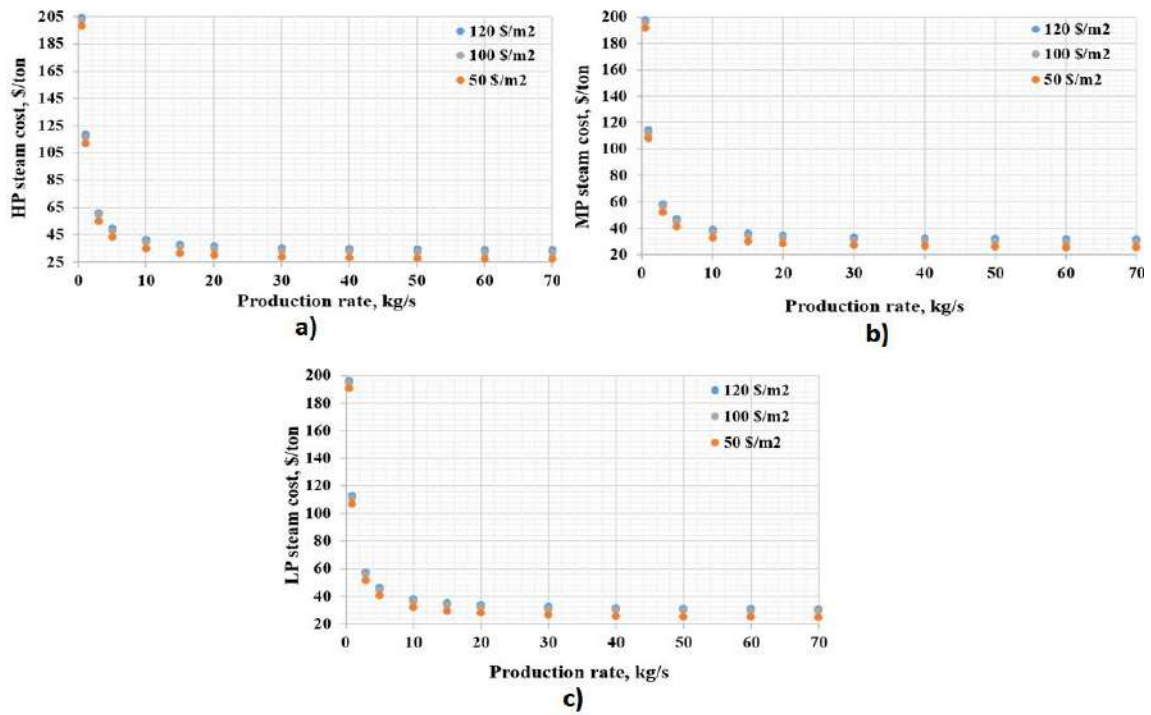 HP steam cost, $/ton
205
185
165
145
125
105
85
65
45
25
120 $/m2
100 $/m2
50 $/m2
0 10 20 30 40 50 60 70
Production rate, kg/s
a)
MP steam cost, $/ton
200
180
160
140
120
100
80
60
40
20
120 $/m2
100 $/m2
50 $/m2
0 10 20 30 40 50 60 70
Production rate, kg/s
b)
LP steam cost, $/ton
200
180
160
140
120
100
80
60
40
20
120 $/m2
100 $/m2
50 $/m2
0 10 20 30 40 50 60 70
Production rate, kg/s
c)